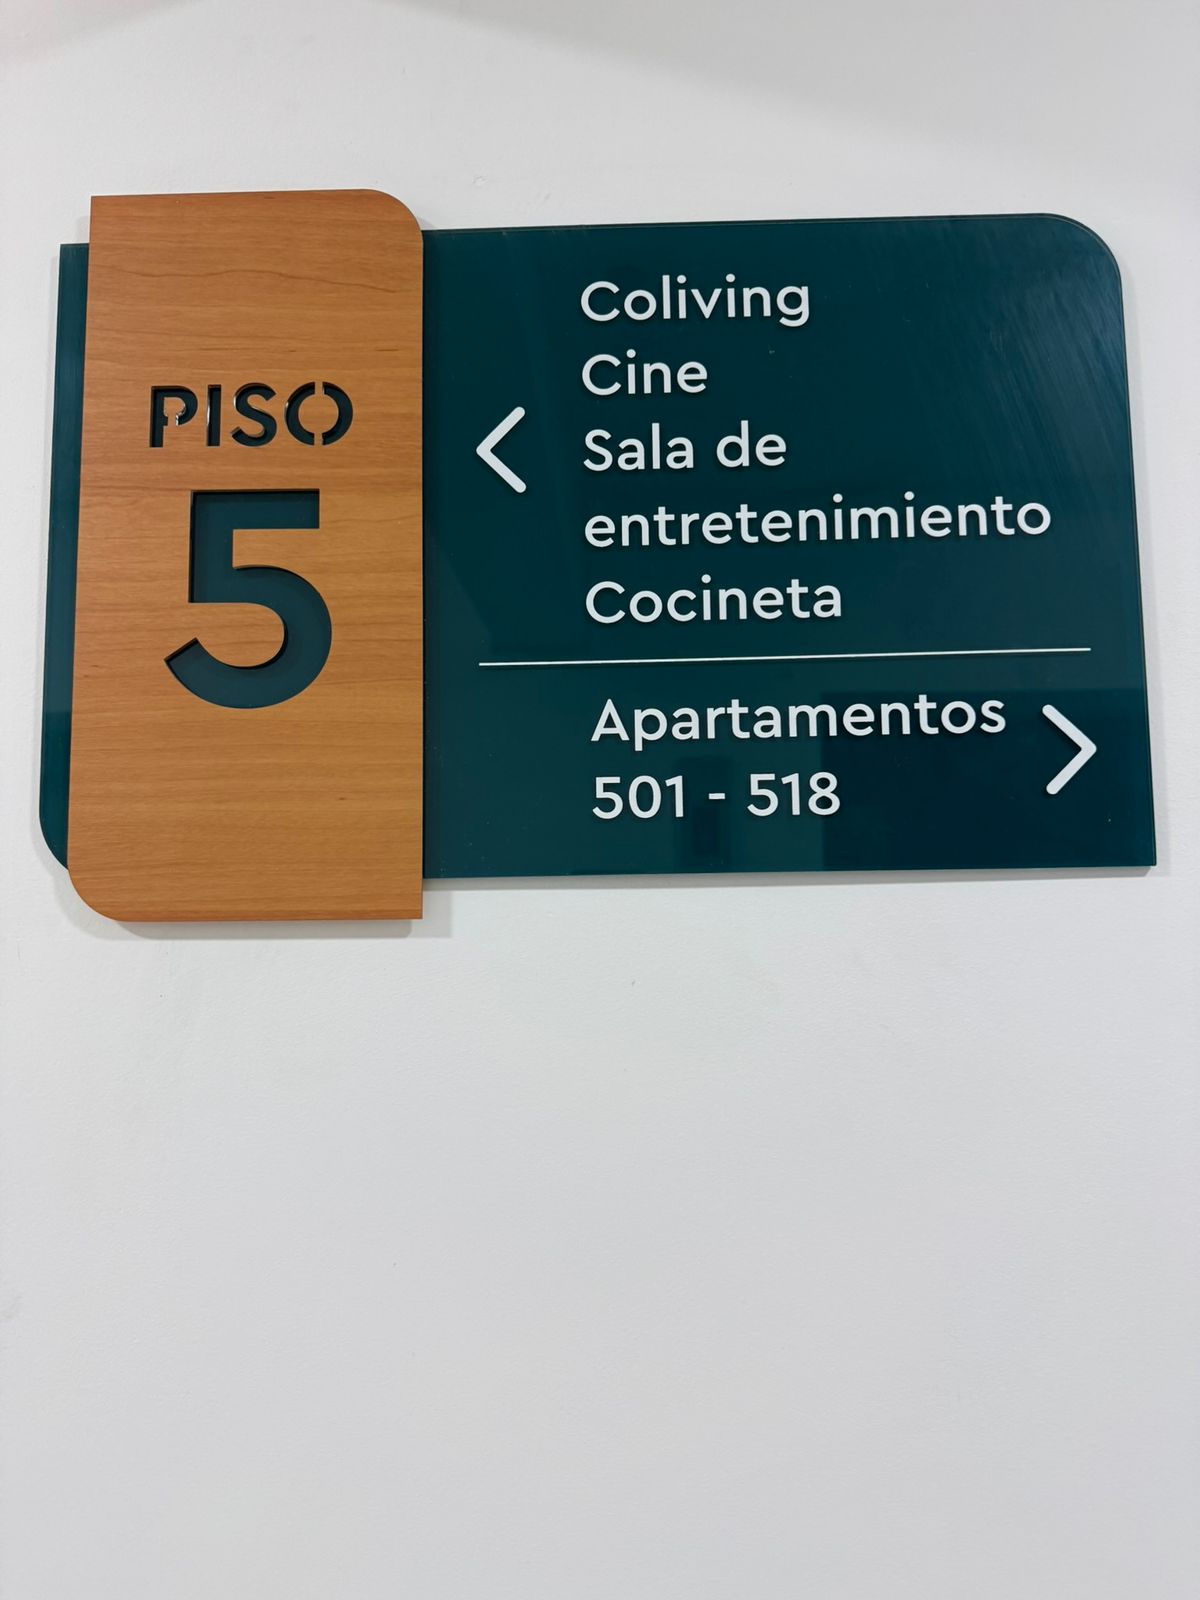 PISO
5
Coliving
Cine
Sala de
entretenimiento
Cocineta
Apartamentos
501 - 518